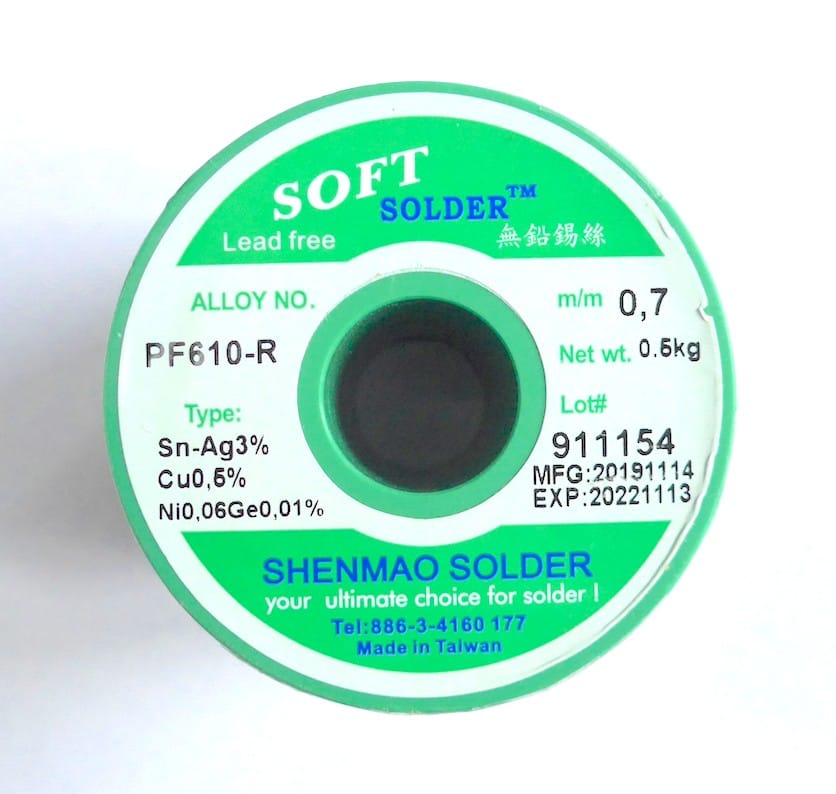 SOFT
SOLDER™
Lead free
無鉛錫絲
ALLOY NO.
PF610-R
m/m 0,7
Net wt. 0.5kg
Type:
Sn-Ag3%
Cu0,5%
Ni0,06Ge0,01%
Lot#
911154
MFG:20191114
EXP:20221113
SHENMAO SOLDER
your ultimate choice for solder !
Tel:886-3-4160 177
Made in Taiwan